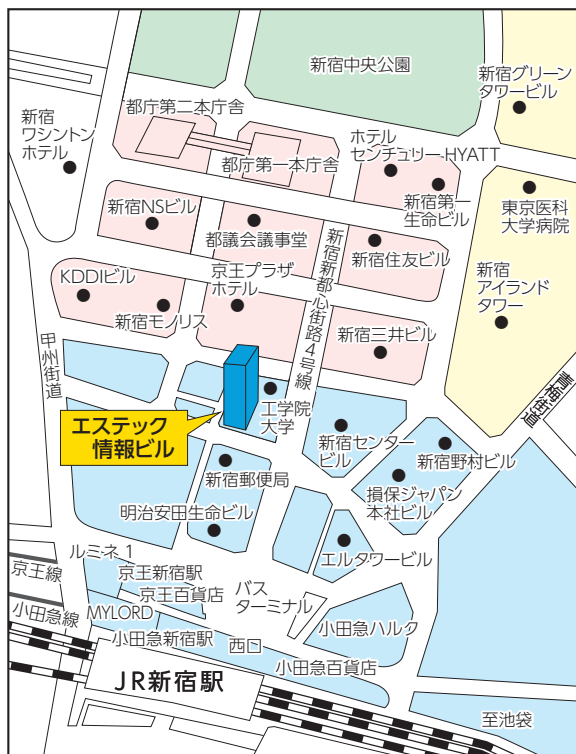 新宿中央公園
新宿グリーン
タワービル
都庁第二本庁舎
新宿
ワシントン
ホテル
都庁第一本庁舎
ホテル
センチュリーHYATT
新宿第一
生命ビル
東京医科
大学病院
新宿NSビル
都議会議事堂
新宿新都心街路4号線
新宿住友ビル
KDDIビル
京王プラザ
ホテル
新宿
アイランド
タワー
新宿モノリス
新宿三井ビル
甲州街道
青梅街道
工学院
大学
エステック
情報ビル
新宿センター
ビル
新宿野村ビル
新宿郵便局
損保ジャパン
本社ビル
明治安田生命ビル
エルタワービル
ルミネ1
京王線
京王新宿駅
京王百貨店
バス
ターミナル
小田急線
MYLORD
小田急ハルク
小田急新宿駅
西口
小田急百貨店
JR新宿駅
至池袋